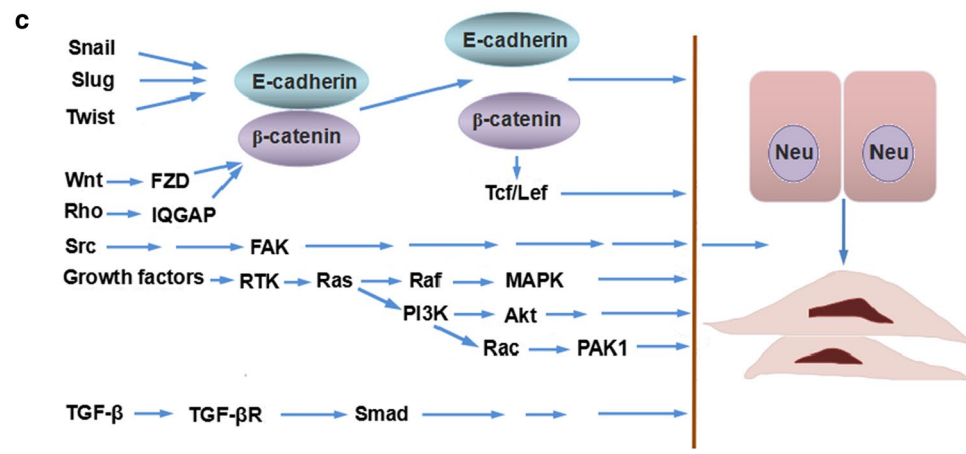 c
Snail
Slug
Twist
E-cadherin
β-catenin
E-cadherin
β-catenin
Tcf/Lef
Wnt FZD
Rho IQGAP
Src FAK
Growth factors RTK Ras Raf MAPK
PI3K Akt
Rac PAK1
TGF-β TGF-βR Smad
Neu Neu